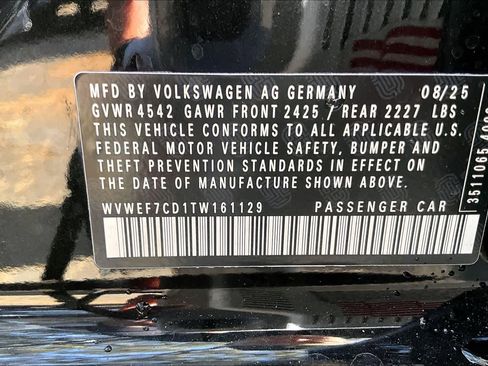 MFD BY VOLKSWAGEN AG GERMANY 08/25
GVWR 4542 GAWR FRONT 2425 / REAR 2227 LBS
THIS VEHICLE CONFORMS TO ALL APPLICABLE U.S.
FEDERAL MOTOR VEHICLE SAFETY, BUMPER AND
THEFT PREVENTION STANDARDS IN EFFECT ON
THE DATE OF MANUFACTURE SHOWN ABOVE.
WVWEF7CD1TW161129 PASSENGER CAR
3511065